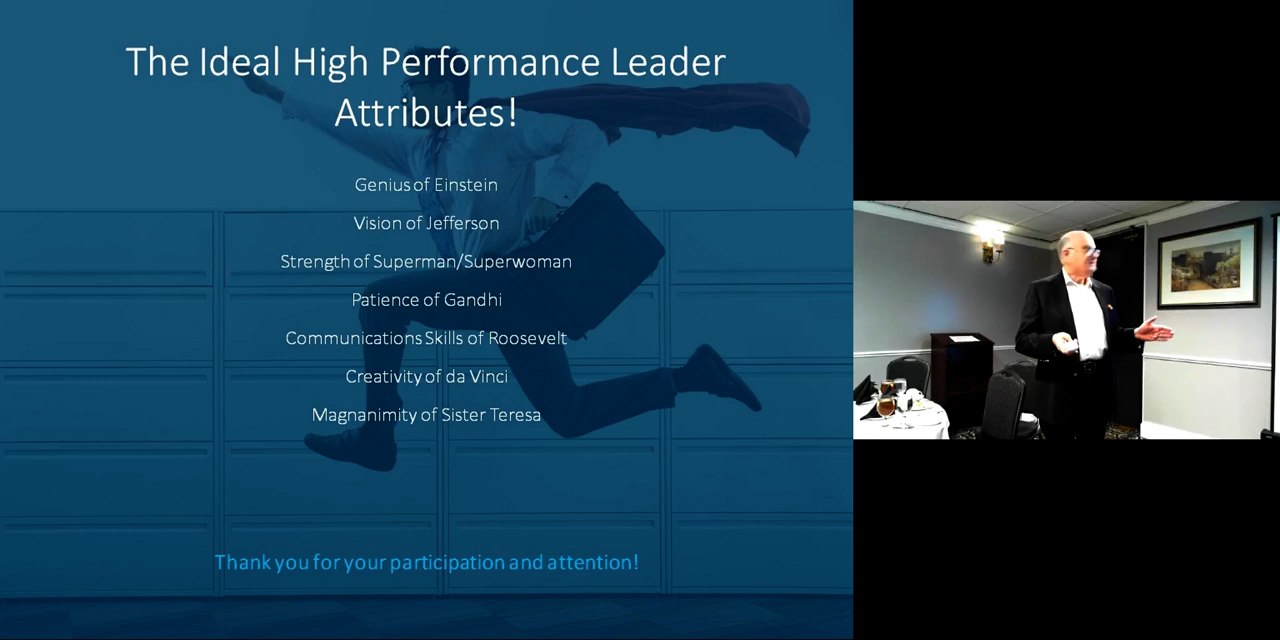 The Ideal High Performance Leader
Attributes!
Genius of Einstein
Vision of Jefferson
Strength of Superman/Superwoman
Patience of Gandhi
Communications Skills of Roosevelt
Creativity of da Vinci
Magnanimity of Sister Teresa
Thank you for your participation and attention!